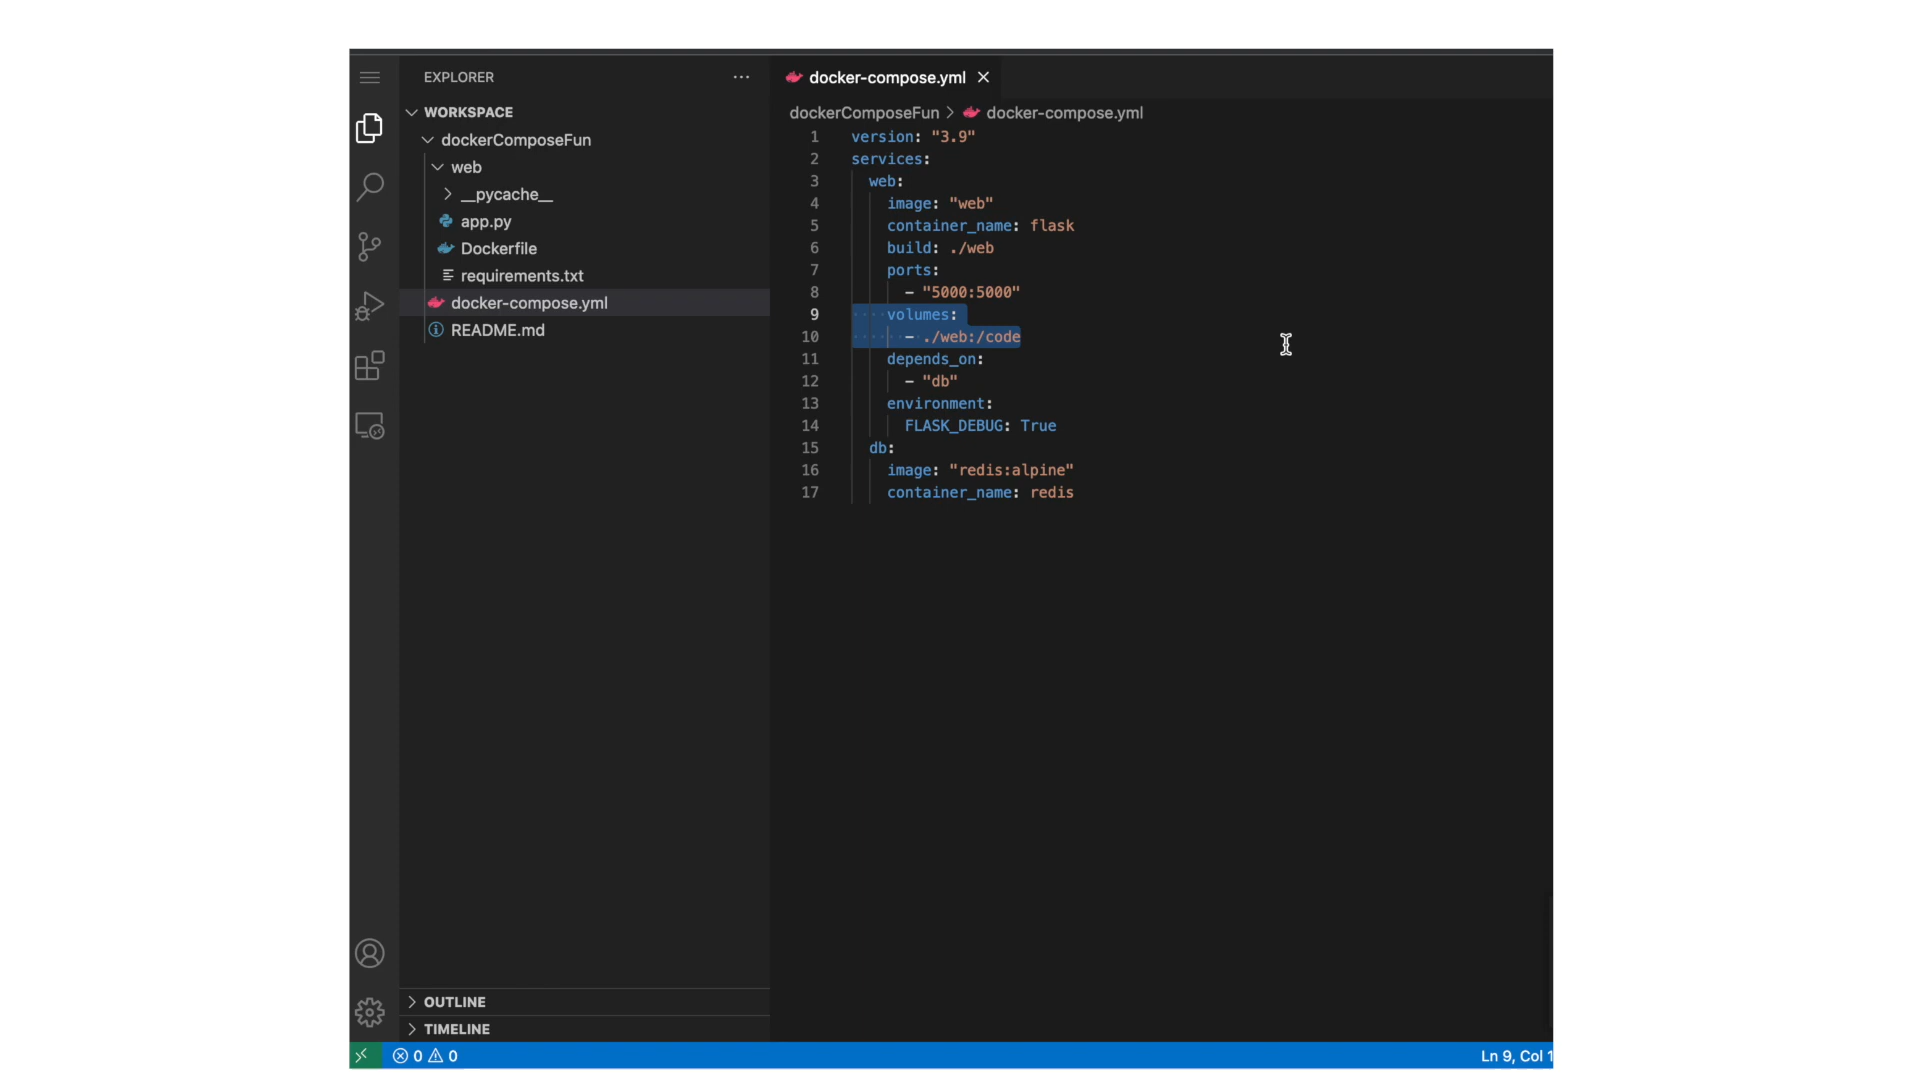 EXPLORER
WORKSPACE
dockerComposeFun
web
__pycache__
app.py
Dockerfile
requirements.txt
docker-compose.yml
README.md
OUTLINE
TIMELINE
docker-compose.yml
dockerComposeFun > docker-compose.yml
1 version: "3.9"
2 services:
3 web:
4 image: "web"
5 container_name: flask
6 build: ./web
7 ports:
8 - "5000:5000"
9 volumes:
10 - ./web:/code
11 depends_on:
12 - "db"
13 environment:
14 FLASK_DEBUG: True
15 db:
16 image: "redis:alpine"
17 container_name: redis
0 0
Ln 9, Col 1